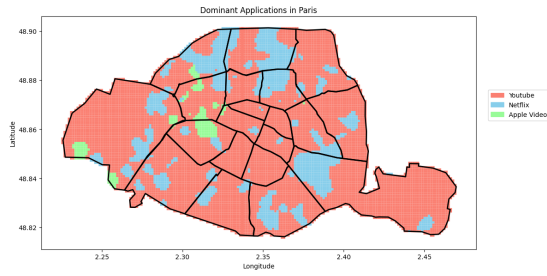 Dominant Applications in Paris
48.90
48.88
48.86
48.84
48.82
Latitude
2.25
2.30
2.35
2.40
2.45
Longitude
Youtube
Netflix
Apple Video